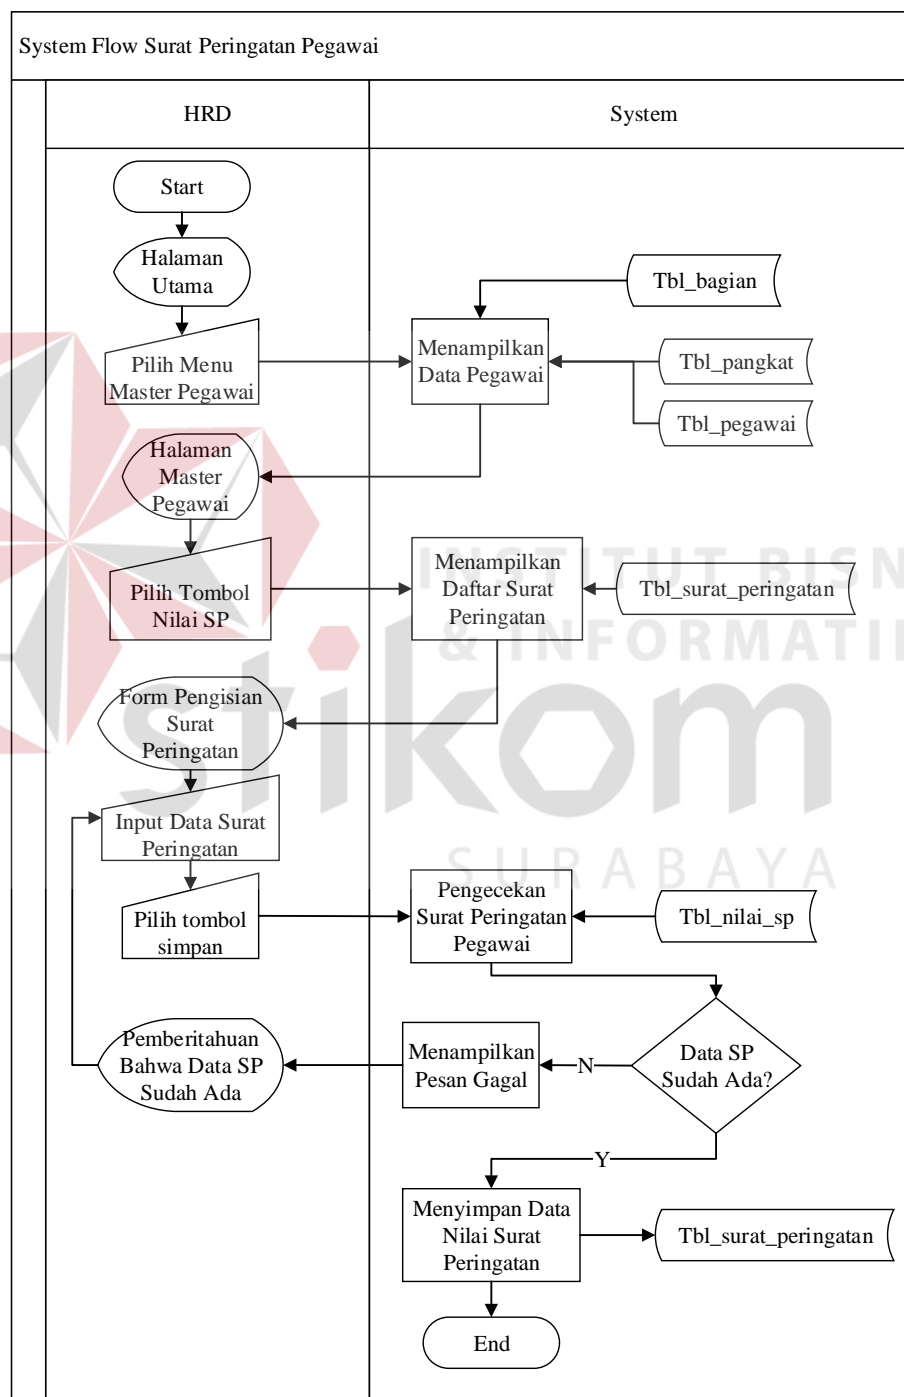 System Flow Surat Peringatan Pegawai
HRD
System
Start
Halaman
Utama
Tbl_bagian
Pilih Menu
Master Pegawai
Menampilkan
Data Pegawai
Tbl_pangkat
Tbl_pegawai
Halaman
Master
Pegawai
Pilih Tombol
Nilai SP
Menampilkan
Daftar Surat
Peringatan
Tbl_surat_peringatan
INSTITUT BISN
& INFORMATI
stikom
SURABAYA
Form Pengisian
Surat
Peringatan
Input Data Surat
Peringatan
Pilih tombol
simpan
Pengecekan
Surat Peringatan
Pegawai
Tbl_nilai_sp
Data SP
Sudah Ada?
N
Menampilkan
Pesan Gagal
Pemberitahuan
Bahwa Data SP
Sudah Ada
Y
Menyimpan Data
Nilai Surat
Peringatan
Tbl_surat_peringatan
End